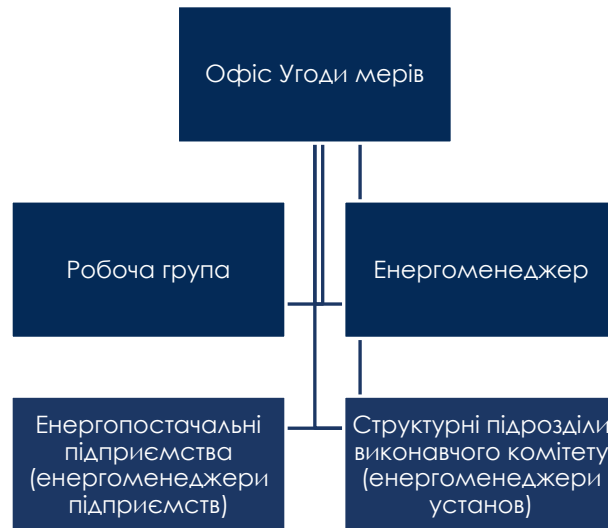 Офіс Угоди мерів
Робоча група
Енергоменеджер
Енергопостачальні
підприємства
(енергоменеджери
підприємств)
Структурні підрозділи
виконавчого комітету
(енергоменеджери
установ)